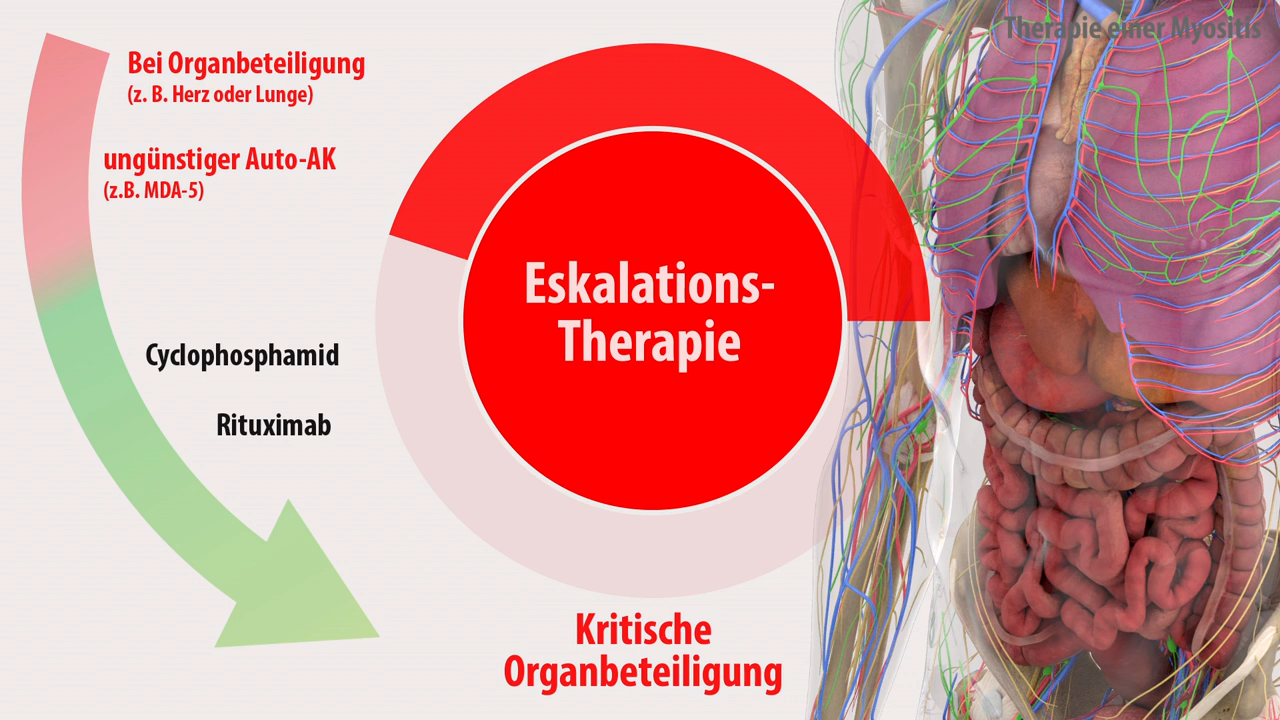 Therapie einer Myositis
Bei Organbeteiligung
(z. B. Herz oder Lunge)
ungünstiger Auto-AK
(z.B. MDA-5)
Eskalations-
Therapie
Cyclophosphamid
Rituximab
Kritische
Organbeteiligung